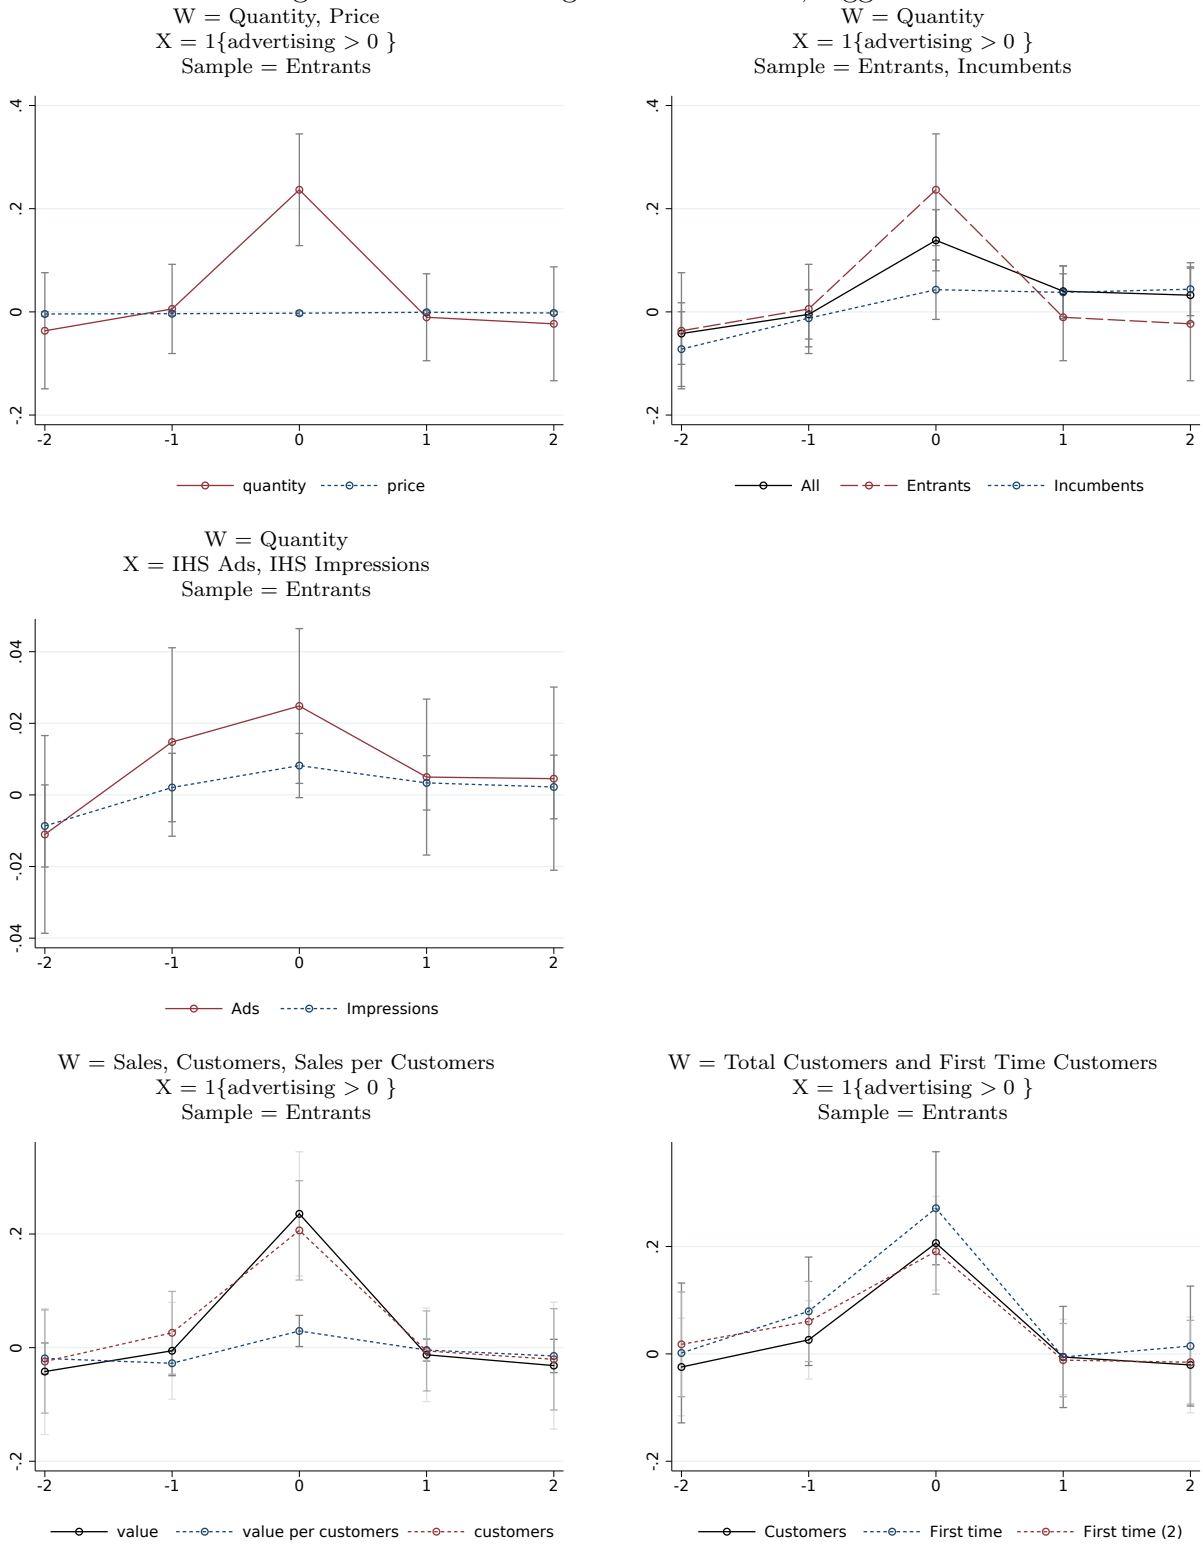 W = Quantity, Price
X = 1{advertising > 0 }
Sample = Entrants
.4
.2
0
-.2
-2 -1 0 1 2
quantity price
W = Quantity
X = 1{advertising > 0 }
Sample = Entrants, Incumbents
.4
.2
0
-.2
-2 -1 0 1 2
All Entrants Incumbents
W = Quantity
X = IHS Ads, IHS Impressions
Sample = Entrants
.04
.02
0
-.02
-.04
-2 -1 0 1 2
Ads Impressions
W = Sales, Customers, Sales per Customers
X = 1{advertising > 0 }
Sample = Entrants
.2
0
-.2
-2 -1 0 1 2
value value per customers customers
W = Total Customers and First Time Customers
X = 1{advertising > 0 }
Sample = Entrants
.2
0
-.2
-2 -1 0 1 2
Customers First time First time (2)